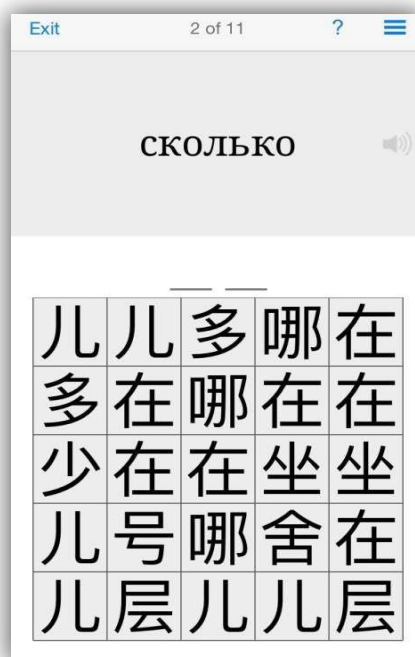 Exit 2 of 11 ?
сколько
儿 儿 多 哪 在
多 在 哪 在 在
少 在 在 坐 坐
儿 号 哪 舍 在
儿 层 儿 儿 层